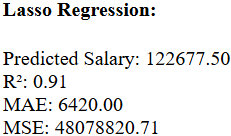 Lasso Regression:
Predicted Salary: 122677.50
R²: 0.91
MAE: 6420.00
MSE: 48078820.71